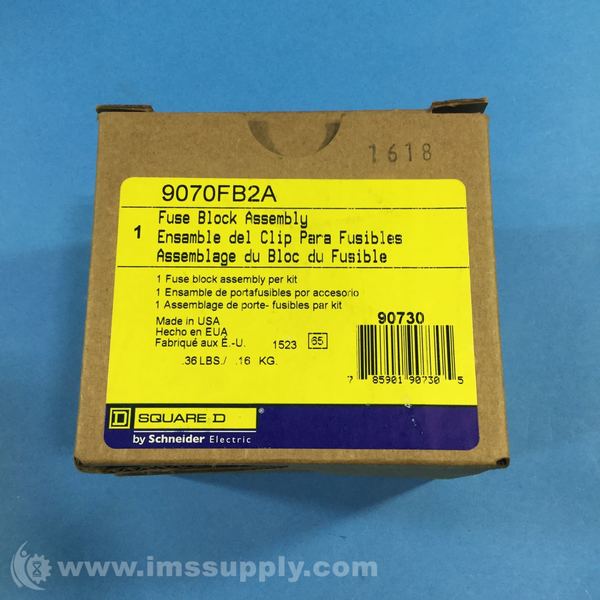 1618
9070FB2A
1
Fuse Block Assembly
Ensamble del Clip Para Fusibles
Assemblage du Bloc du Fusible
1 Fuse block assembly per kit
1 Ensamble de portafusibles por accesorio
1 Assemblage de porte- fusibles par kit
Made in USA
Hecho en EUA
Fabriqué aux É.-U. 1523 65
.36 LBS./ .16 KG.
90730
7 85901 90730 5
D SQUARE D ®
by Schneider Electric
www.imssupply.com